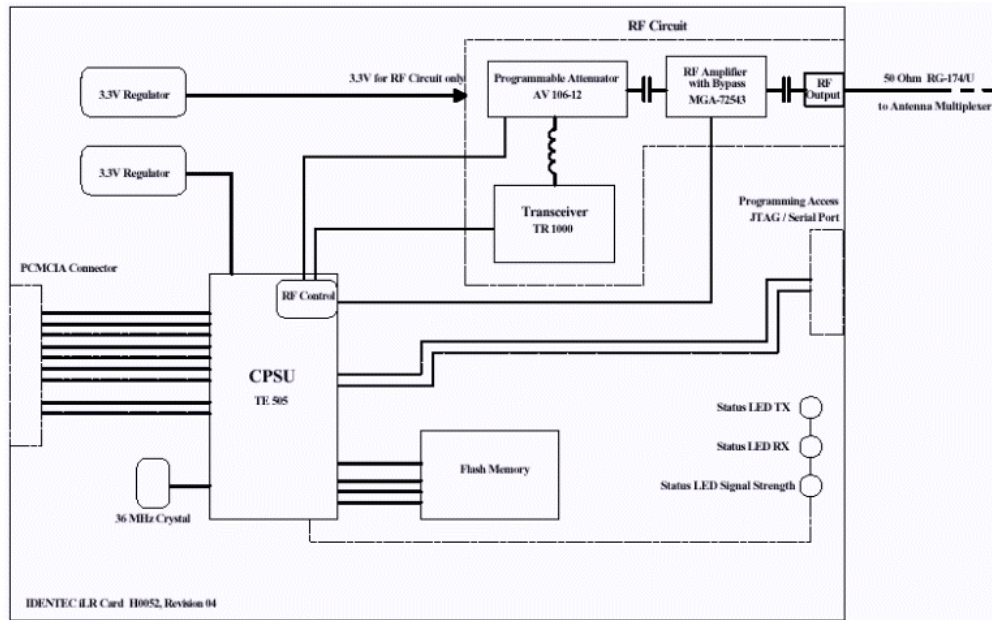 RF Circuit
3.3V Regulator
3.3V for RF Circuit only
Programmable Attenuator
AV 106-12
RF Amplifier
with Bypass
MGA-72543
RF
Output
50 Ohm RG-174/U
to Antenna Multiplexer
3.3V Regulator
Transceiver
TR 1000
Programming Access
JTAG / Serial Port
PCMCIA Connector
RF Control
CPSU
TE 505
Status LED TX
Status LED RX
Status LED Signal Strength
Flash Memory
36 MHz Crystal
IDENTEC iLR Card H0052, Revision 04